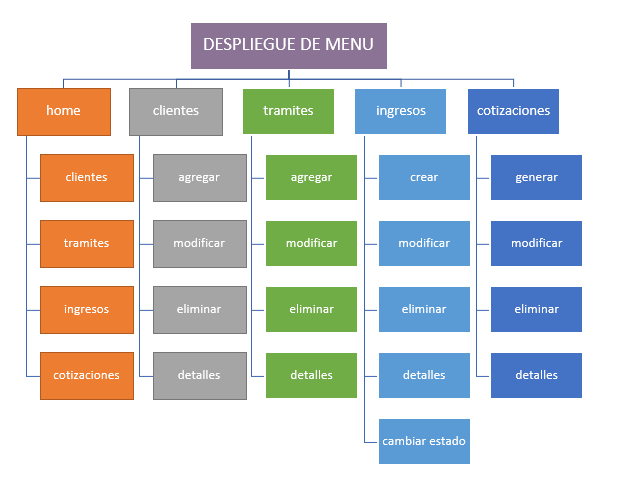 DESPLIEGUE DE MENU
home
clientes
tramites
ingresos
cotizaciones
clientes
agregar
agregar
crear
generar
tramites
modificar
modificar
modificar
modificar
ingresos
eliminar
eliminar
eliminar
eliminar
cotizaciones
detalles
detalles
detalles
detalles
cambiar estado